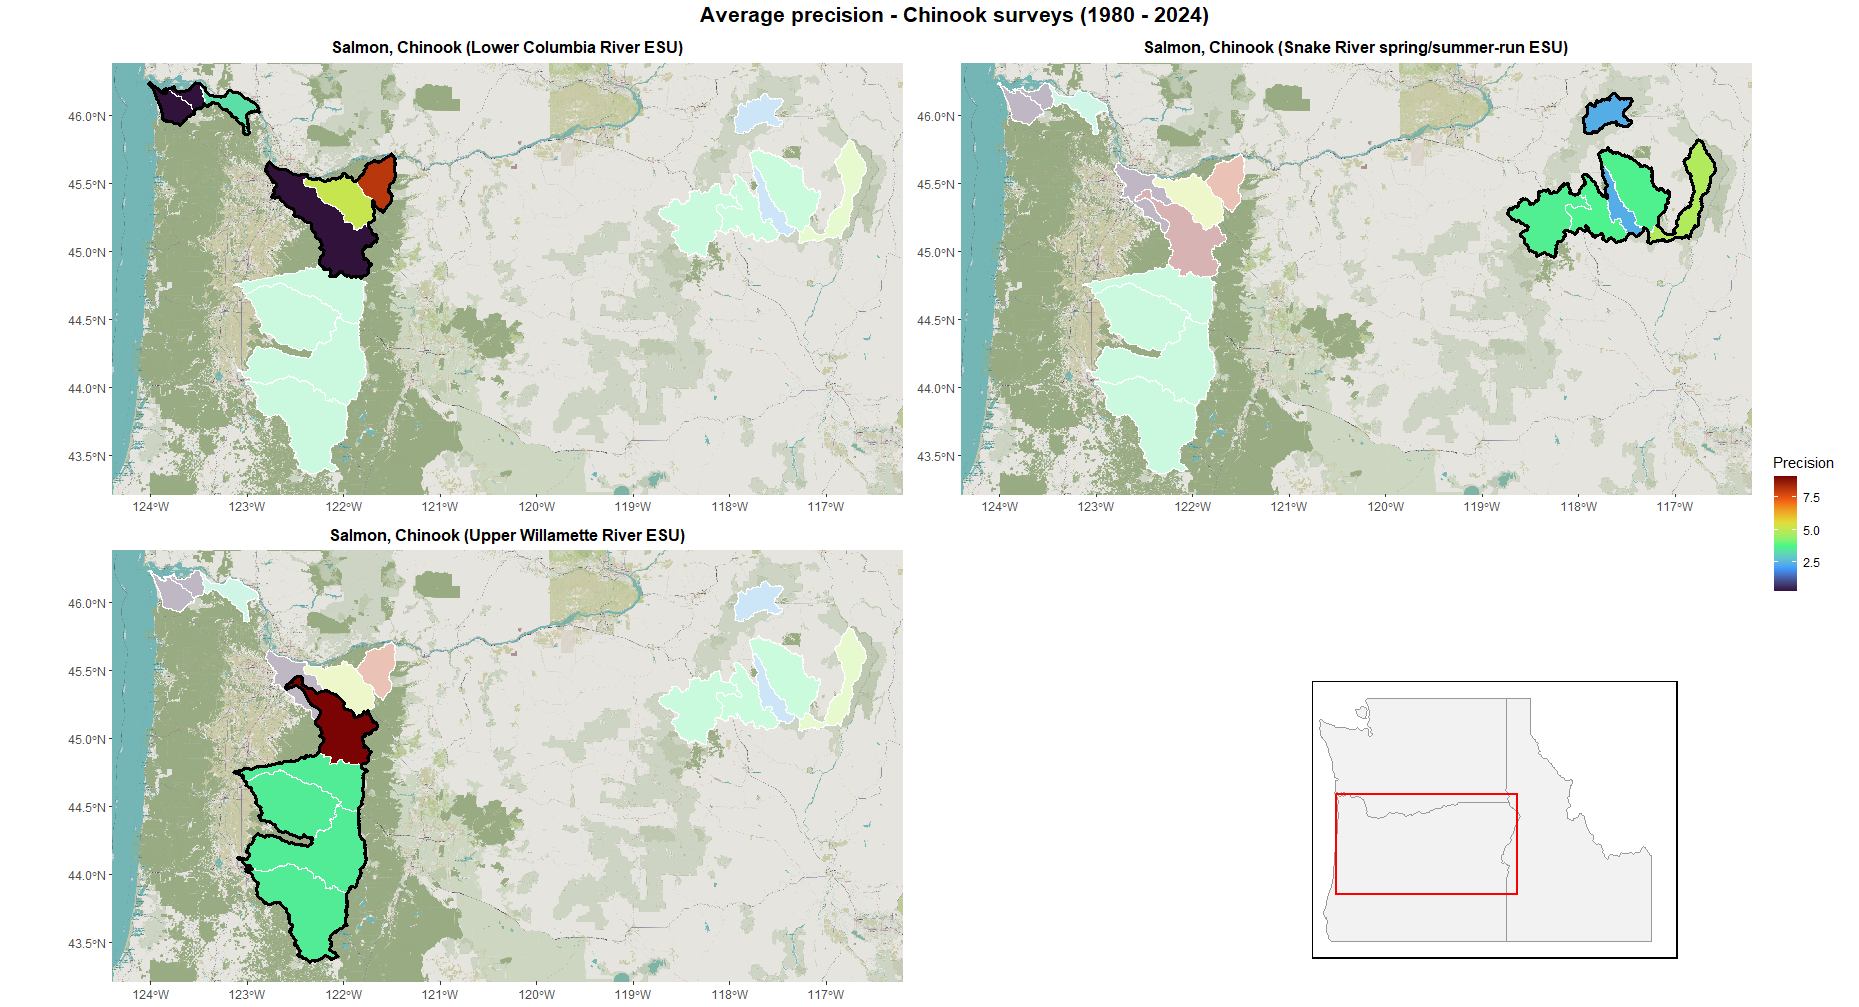 Average precision - Chinook surveys (1980 - 2024)
Salmon, Chinook (Lower Columbia River ESU)
46.0°N
45.5°N
45.0°N
44.5°N
44.0°N
43.5°N
124°W 123°W 122°W 121°W 120°W 119°W 118°W 117°W
Salmon, Chinook (Snake River spring/summer-run ESU)
46.0°N
45.5°N
45.0°N
44.5°N
44.0°N
43.5°N
124°W 123°W 122°W 121°W 120°W 119°W 118°W 117°W
Salmon, Chinook (Upper Willamette River ESU)
46.0°N
45.5°N
45.0°N
44.5°N
44.0°N
43.5°N
124°W 123°W 122°W 121°W 120°W 119°W 118°W 117°W
Precision
7.5
5.0
2.5